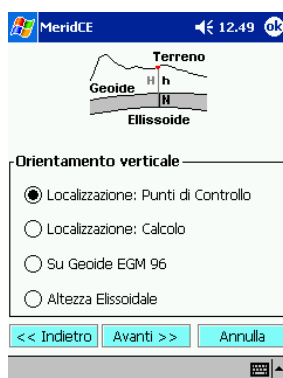 MeridCE 12.49 ok
Terreno
Geoide H h
N
Ellissoide
Orientamento verticale
Localizzazione: Punti di Controllo
Localizzazione: Calcolo
Su Geoide EGM 96
Altezza Elissoidale
<< Indietro Avanti >> Annulla